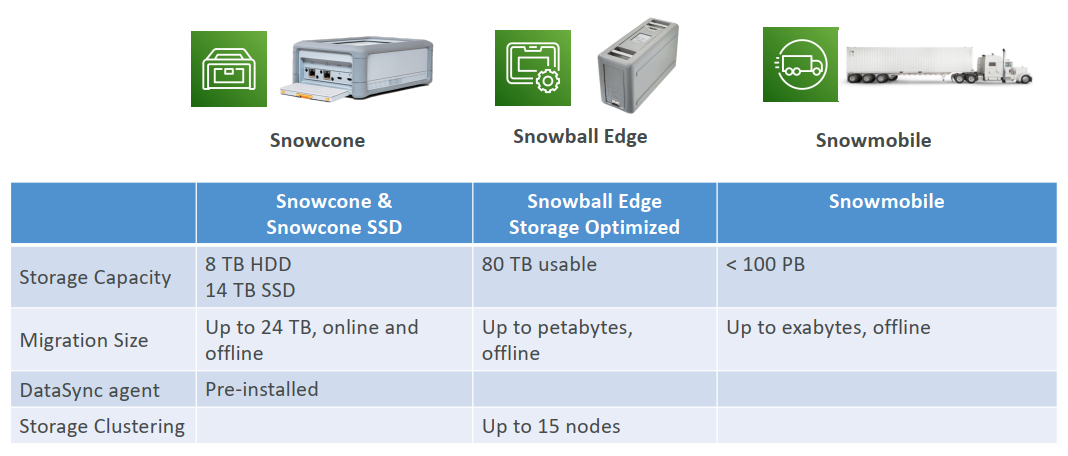 Snowcone
Snowball Edge
Snowmobile
Snowcone &
Snowcone SSD
Snowball Edge
Storage Optimized
Snowmobile
Storage Capacity
8 TB HDD
14 TB SSD
80 TB usable
< 100 PB
Migration Size
Up to 24 TB, online and
offline
Up to petabytes,
offline
Up to exabytes, offline
DataSync agent
Pre-installed
Storage Clustering
Up to 15 nodes